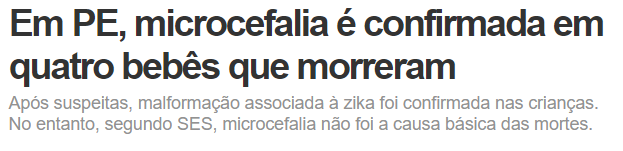 Em PE, microcefalia é confirmada em
quatro bebês que morreram
Após suspeitas, malformação associada à zika foi confirmada nas crianças.
No entanto, segundo SES, microcefalia não foi a causa básica das mortes.